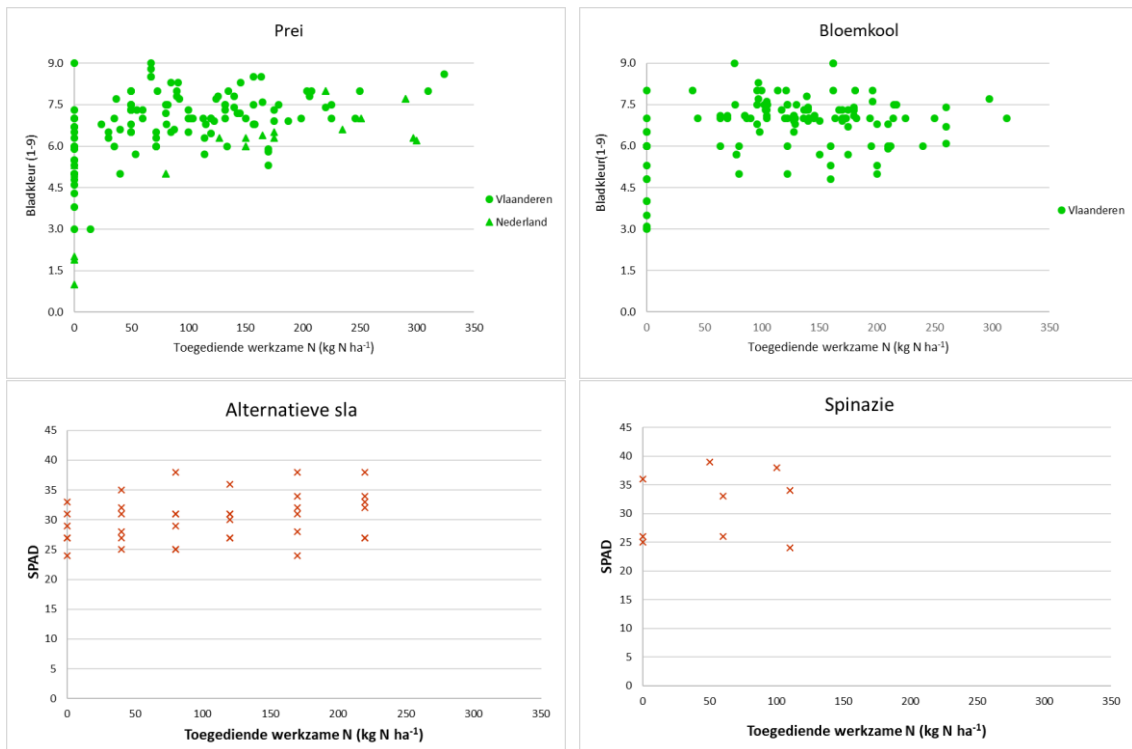 Prei
Bladkleur (1-9)
9.0
7.5
6.0
4.5
3.0
1.5
0.0
0 50 100 150 200 250 300 350
Toegediende werkzame N (kg N ha⁻¹)
Vlaanderen
Nederland
Bloemkool
Bladkleur(1-9)
9.0
7.5
6.0
4.5
3.0
1.5
0.0
0 50 100 150 200 250 300 350
Toegediende werkzame N (kg N ha⁻¹)
Vlaanderen
Alternatieve sla
SPAD
45
40
35
30
25
20
15
10
5
0
0 50 100 150 200 250 300 350
Toegediende werkzame N (kg N ha⁻¹)
Spinazie
SPAD
45
40
35
30
25
20
15
10
5
0
0 50 100 150 200 250 300 350
Toegediende werkzame N (kg N ha⁻¹)